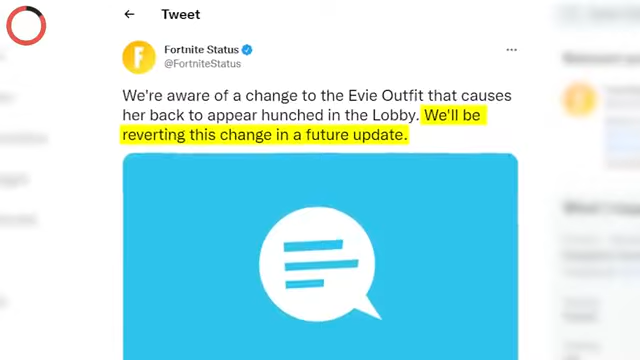 Tweet
Fortnite Status
@FortniteStatus
We're aware of a change to the Evie Outfit that causes
her back to appear hunched in the Lobby. We'll be
reverting this change in a future update.